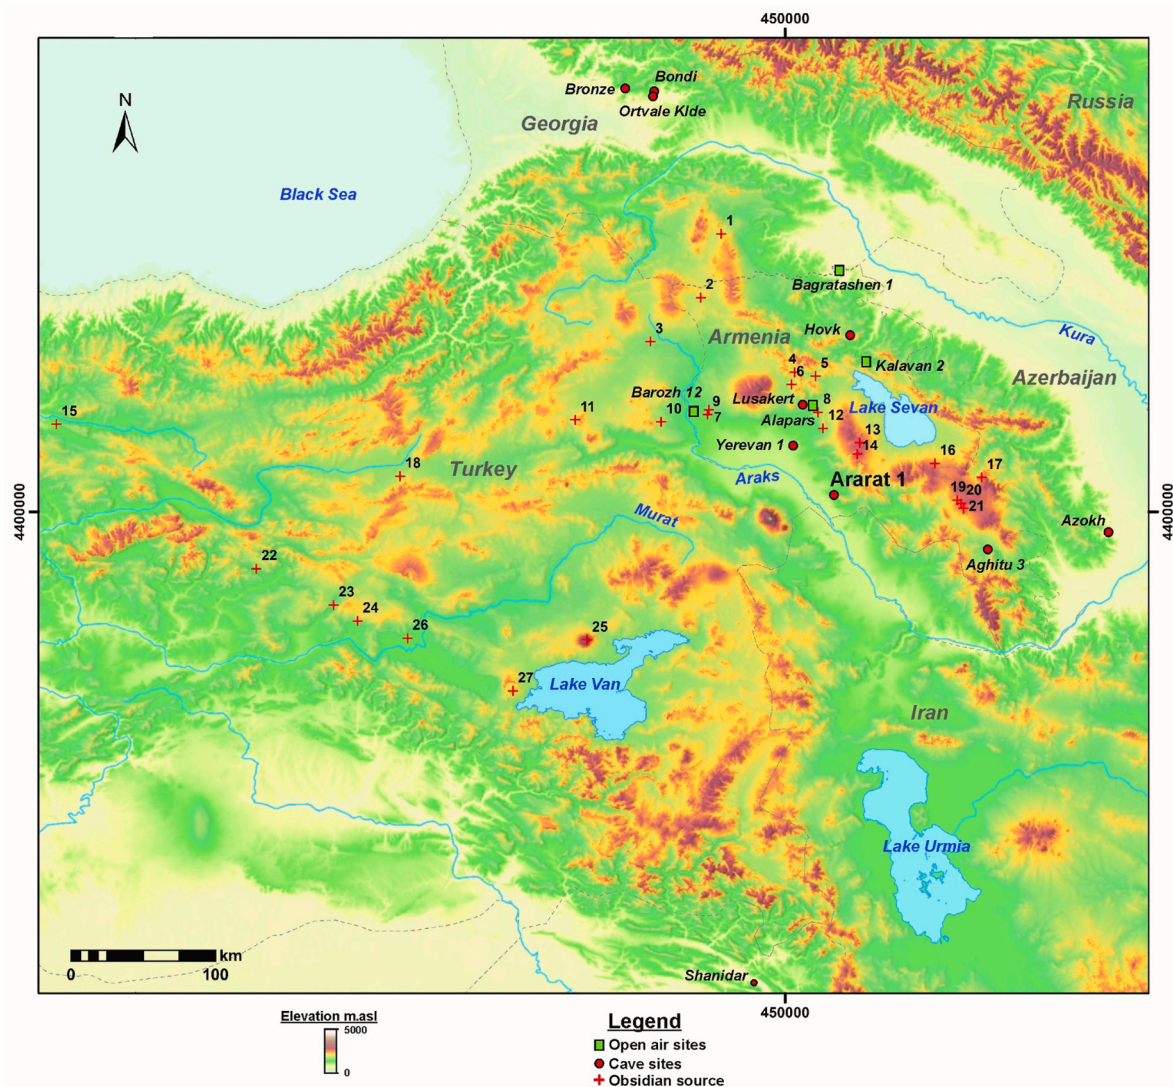 450000
N
Bronze
Bondi
Ortvale Klde
Georgia
Russia
Black Sea
1
Bagratashen 1
2
Armenia
Hovk
Kura
3
4
5
6
Kalavan 2
Azerbaijan
Barozh 12
Lusakert
8
Lake Sevan
15
11
10
9
7
Alapars
12
13
14
Yerevan 1
16
17
18
Turkey
Araks
Ararat 1
19
20
21
4400000
Murat
Azokh
4400000
22
Aghitu 3
23
24
26
25
27
Lake Van
Iran
Lake Urmia
km
0
100
Shanidar
450000
Elevation m.asl
5000
0
Legend
Open air sites
Cave sites
Obsidian source